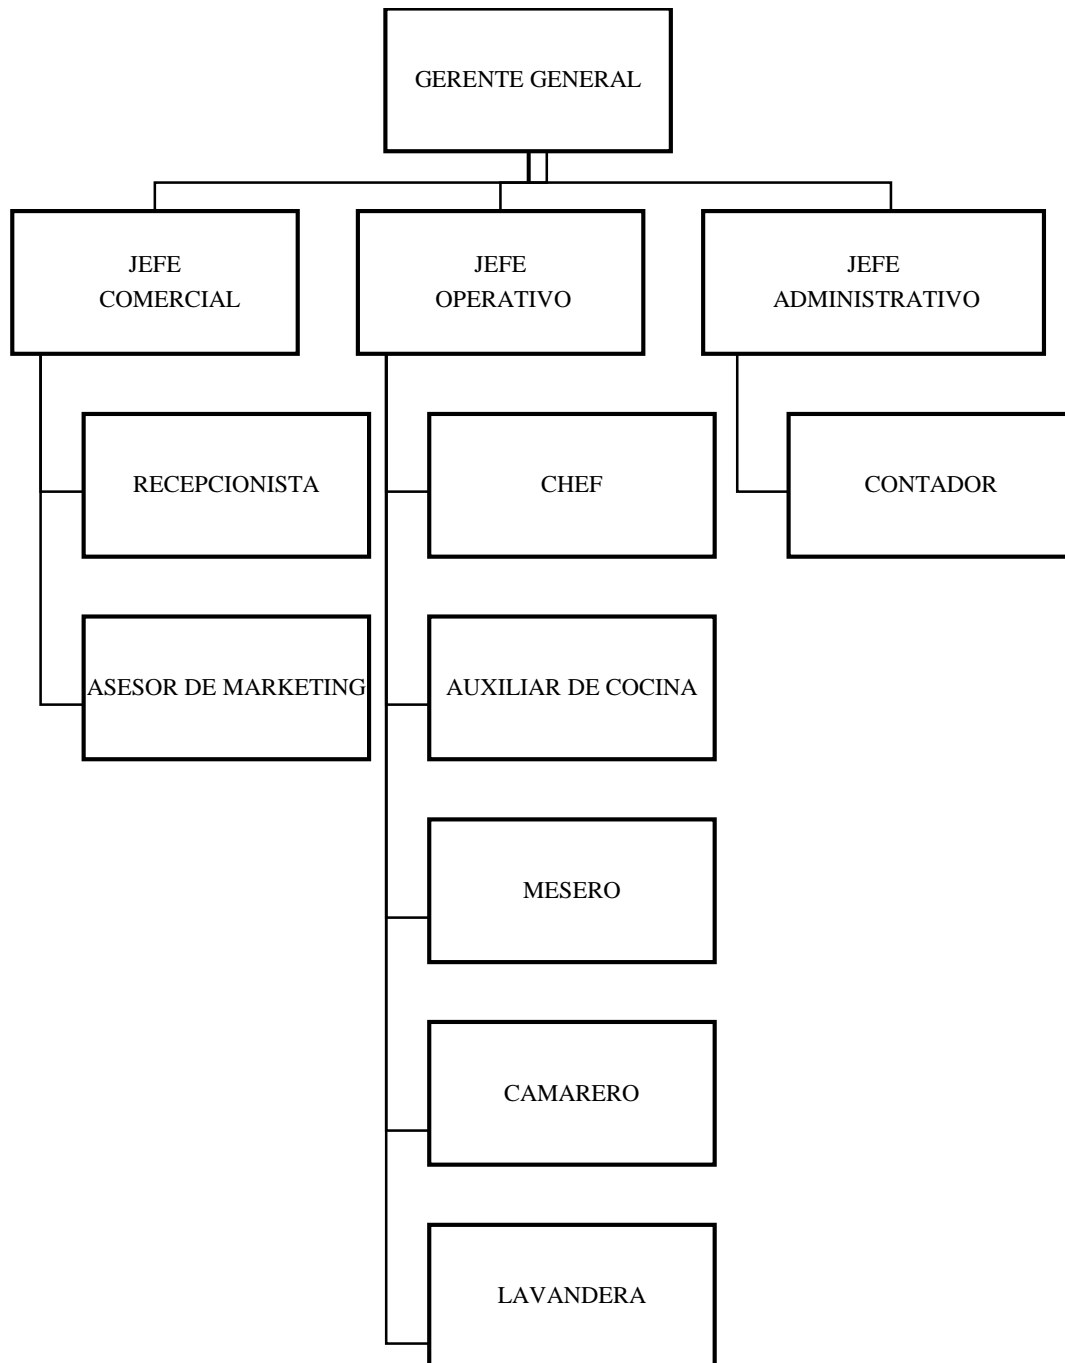 GERENTE GENERAL
JEFE
COMERCIAL
JEFE
OPERATIVO
JEFE
ADMINISTRATIVO
RECEPCIONISTA
CHEF
CONTADOR
ASESOR DE MARKETING
AUXILIAR DE COCINA
MESERO
CAMARERO
LAVANDERA